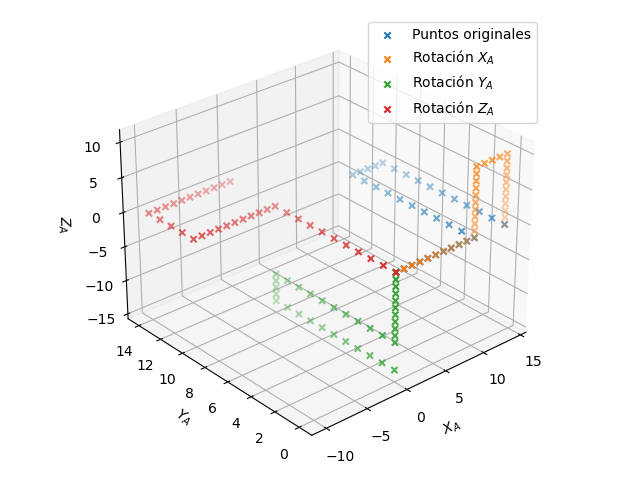 Puntos originales
Rotación X_A
Rotación Y_A
Rotación Z_A
10
5
0
−5
−10
−15
Z_A
14
12
10
8
6
4
2
0
Y_A
−10
−5
0
5
10
15
X_A